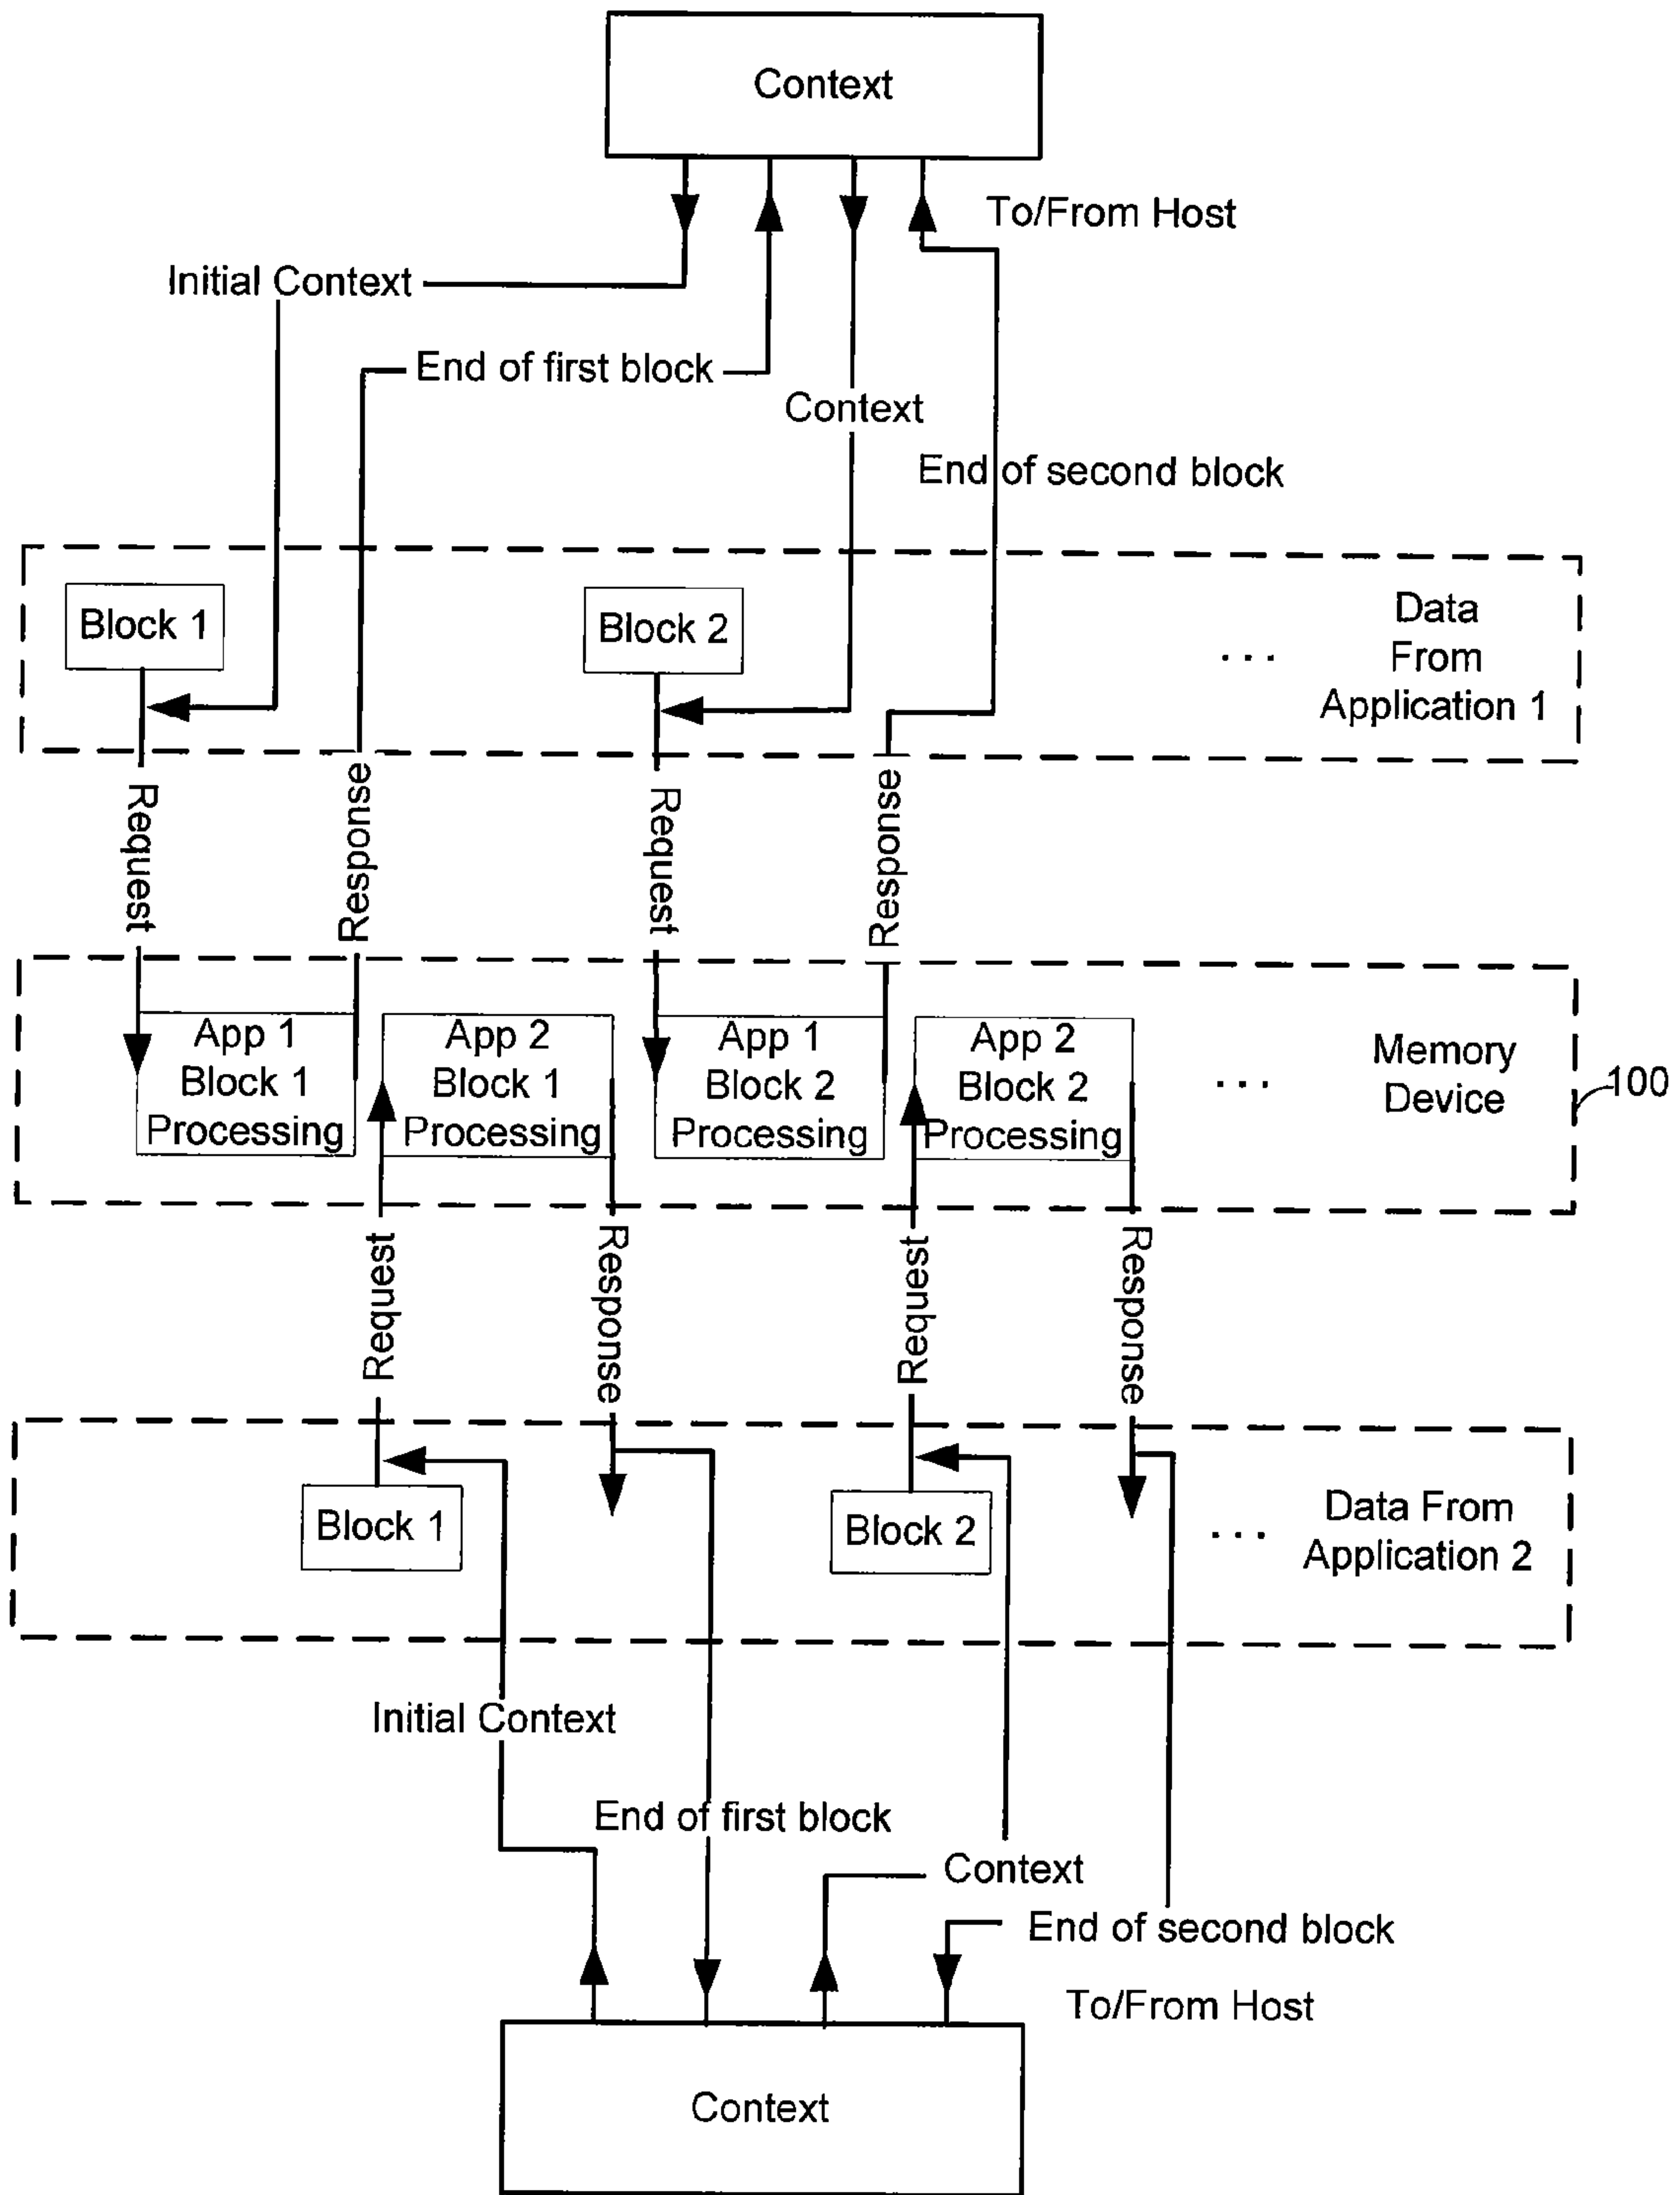 Context
To/From Host
Initial Context
End of first block
Context
End of second block
Block 1
Block 2
...
Data
From
Application 1
Request
Response
Request
Response
App 1
Block 1
Processing
App 2
Block 1
Processing
App 1
Block 2
Processing
App 2
Block 2
Processing
...
Memory
Device
100
Request
Response
Request
Response
Block 1
Block 2
...
Data From
Application 2
Initial Context
End of first block
Context
End of second block
To/From Host
Context